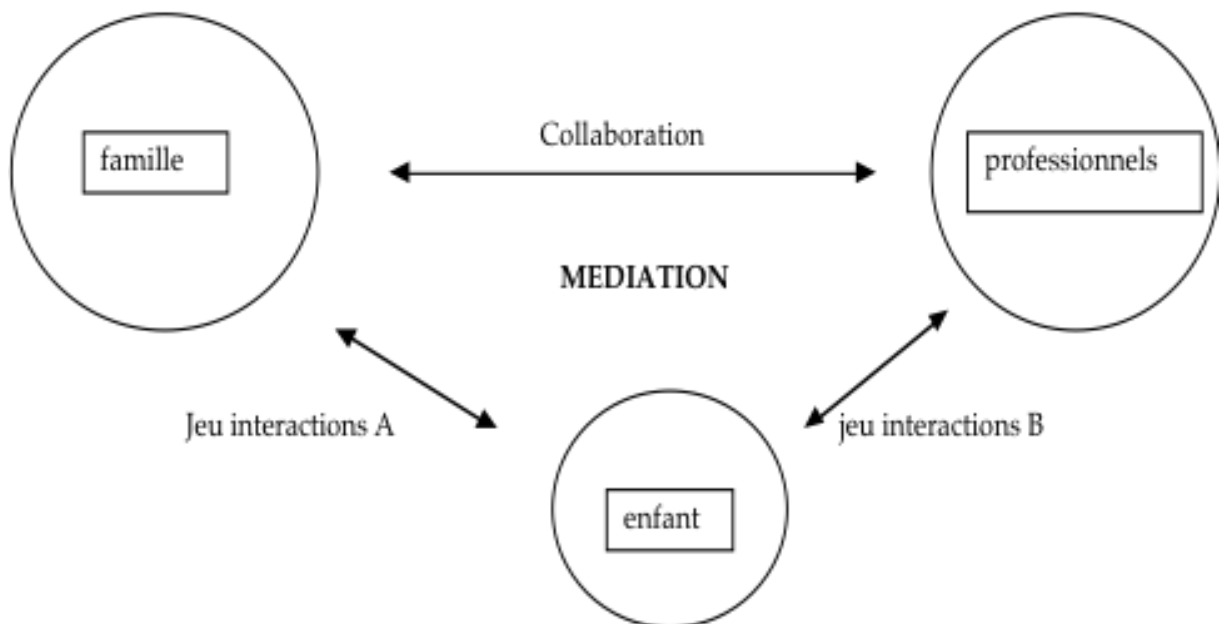 Collaboration
famille
professionnels
MEDIATION
Jeu interactions A
jeu interactions B
enfant